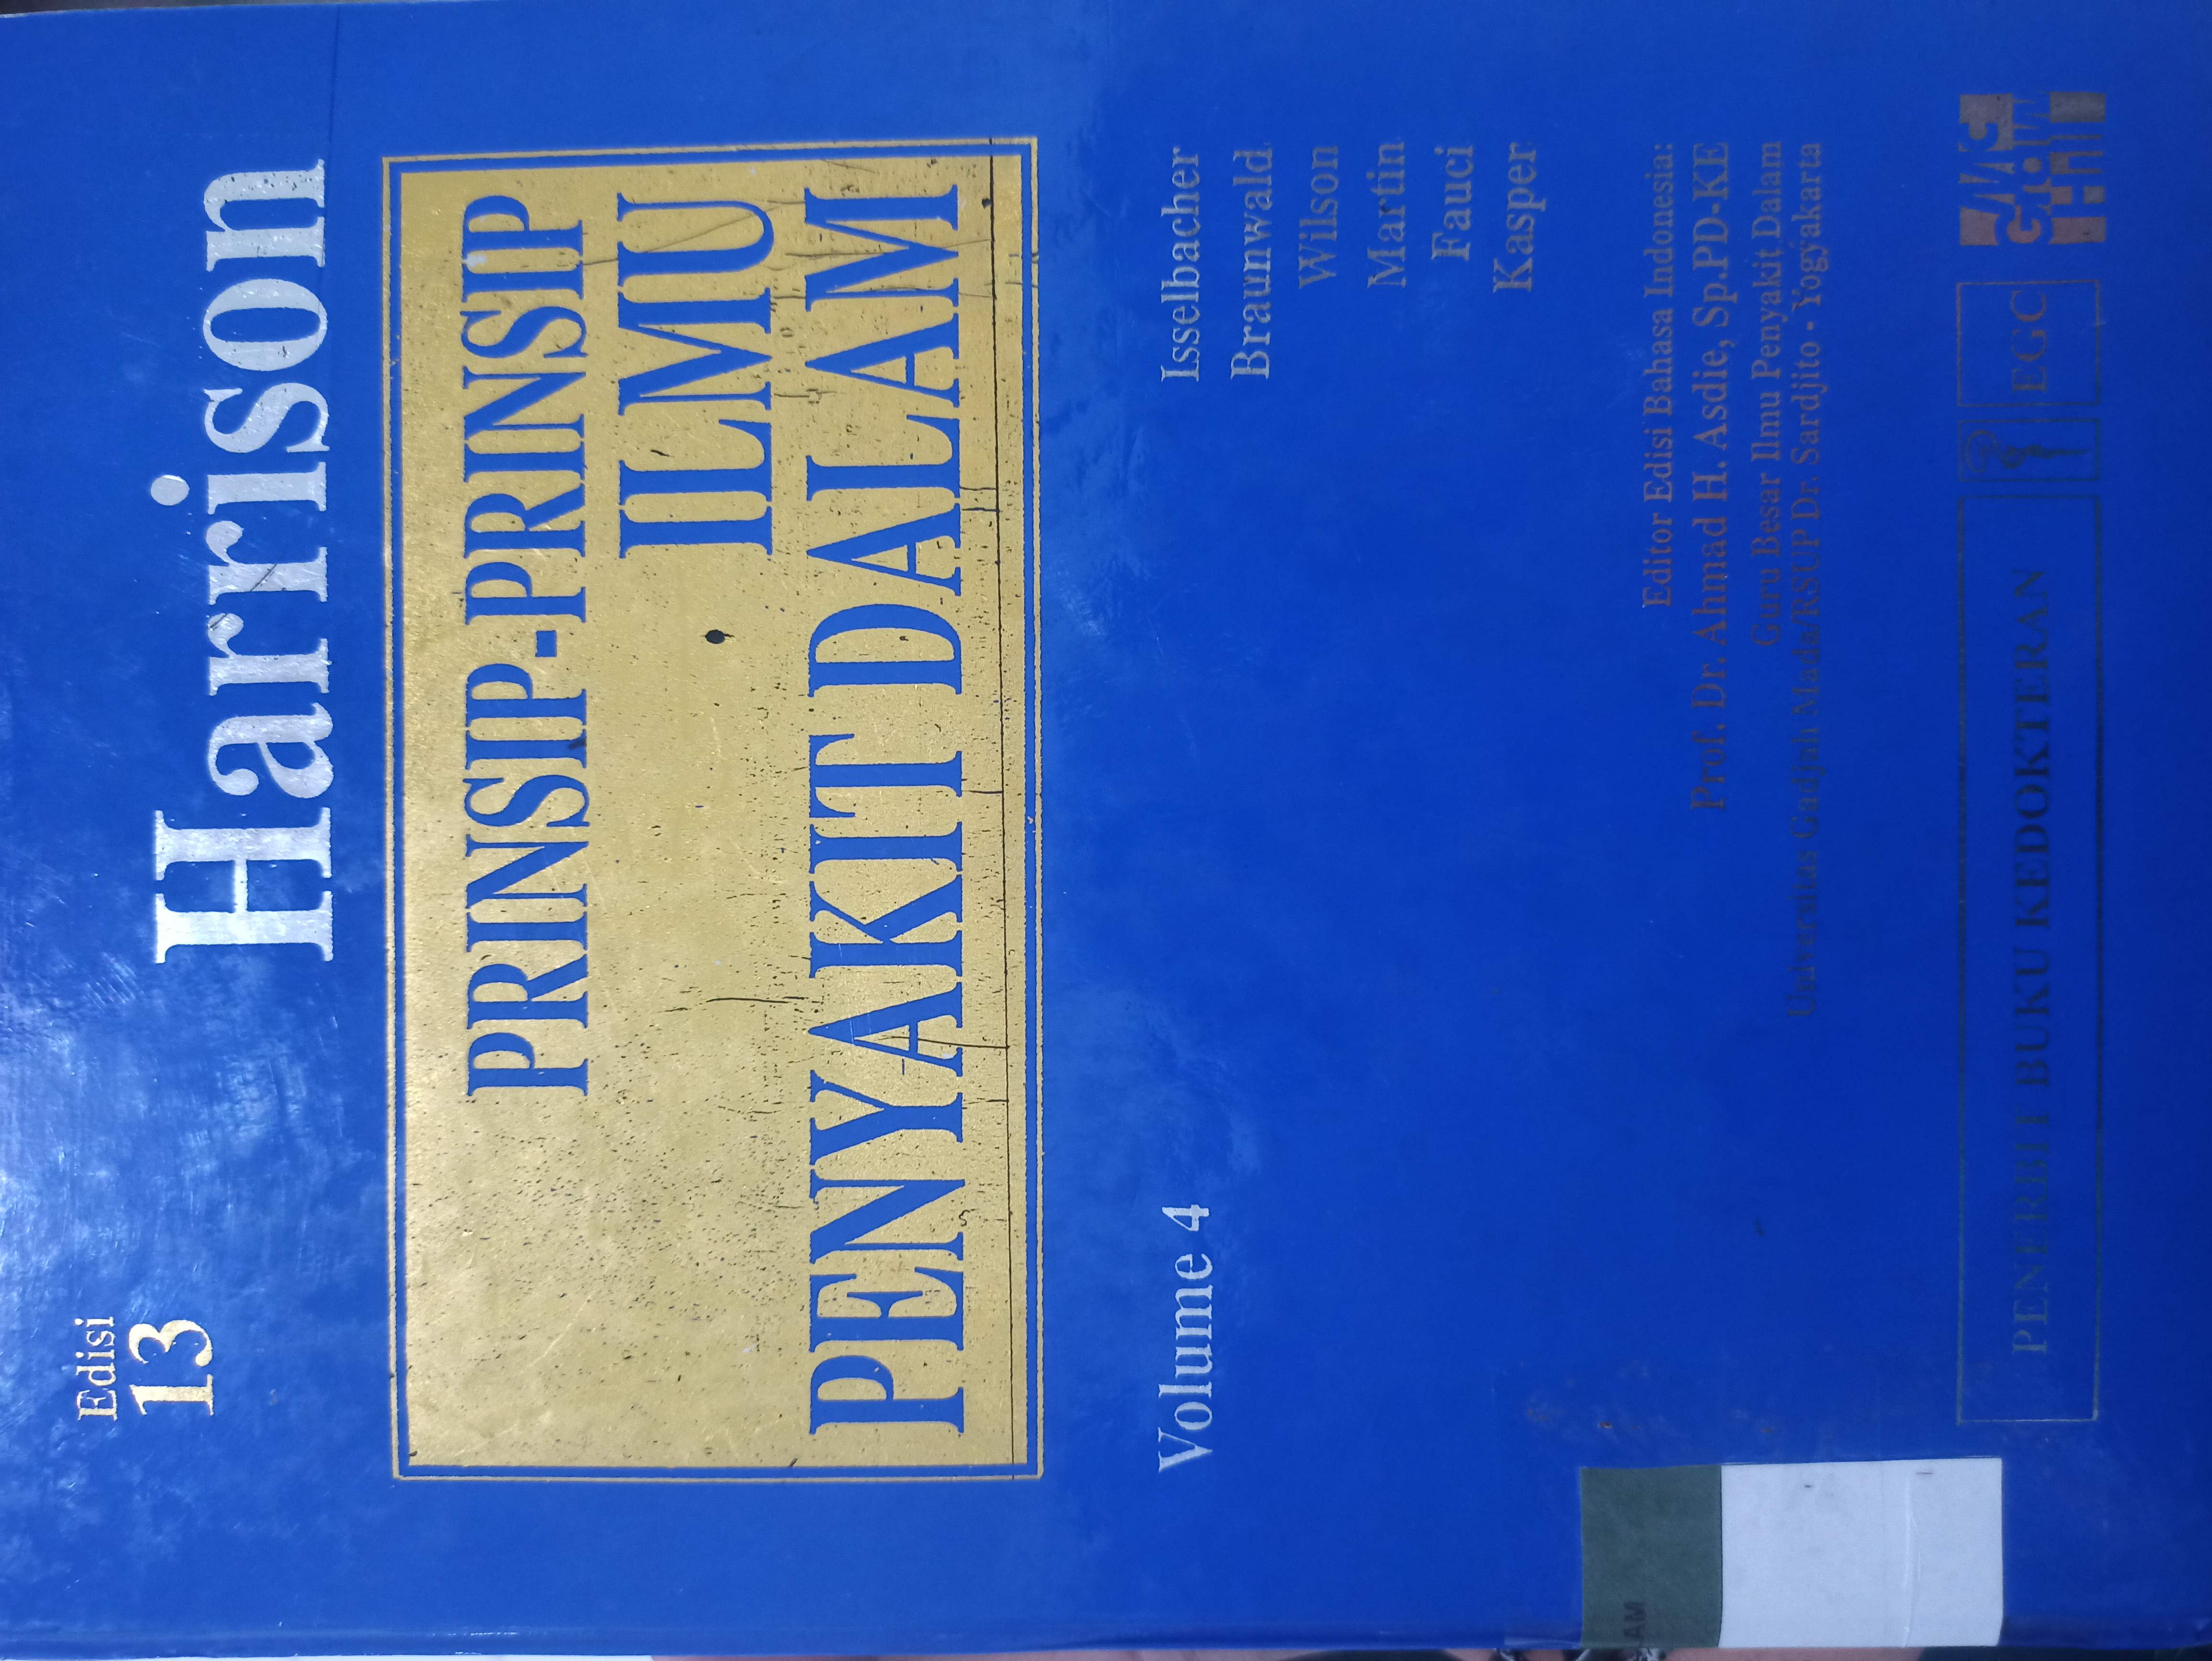 Edisi
13
Harrison
PRINSIP-PRINSIP
ILMU
PENYAKIT DALAM
Volume 4
Isselbacher
Braunwald
Wilson
Martin
Fauci
Kasper
Editor Edisi Bahasa Indonesia:
Prof. Dr. Ahmad H. Asdie, Sp.PD-KE
Guru Besar Ilmu Penyakit Dalam
Universitas Gadjah Mada/RSUP Dr. Sardjito - Yogyakarta
PENERBIT BUKU KEDOKTERAN
EGC